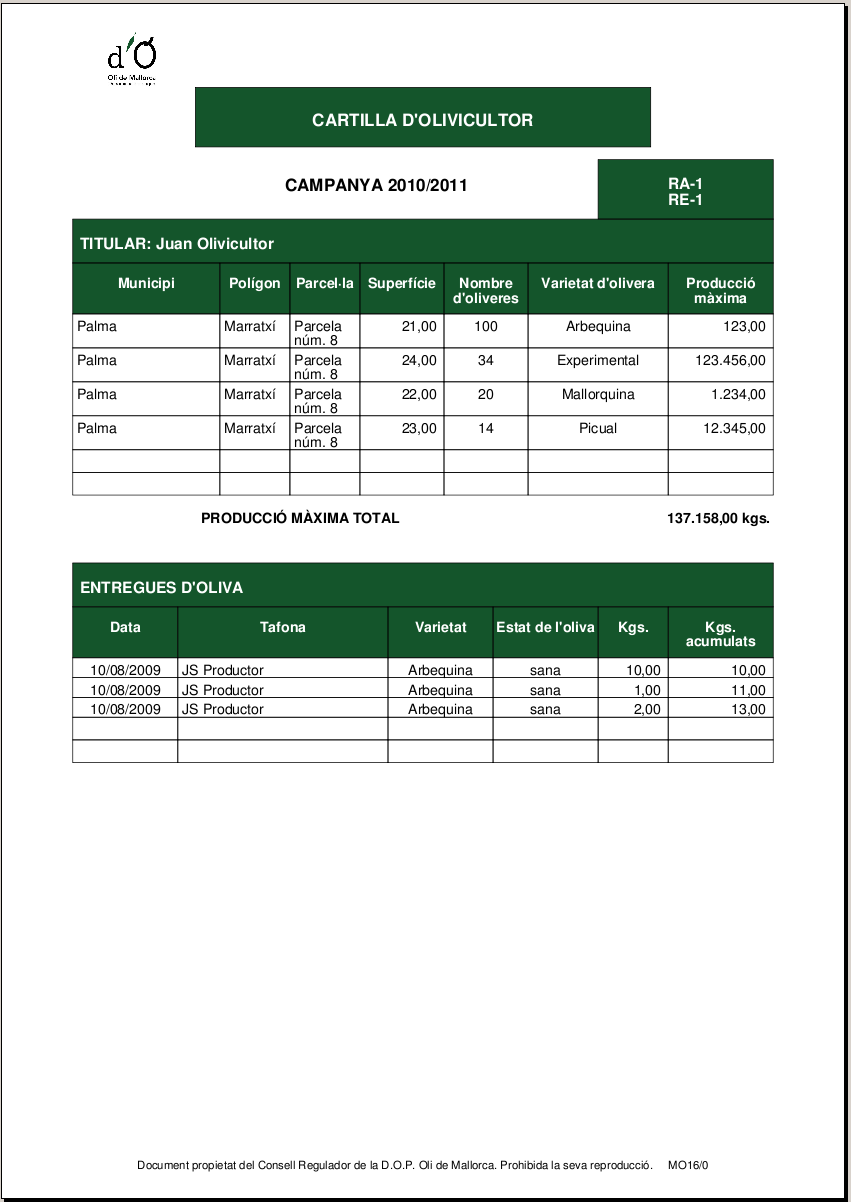 d'O
Oli de Mallorca
CARTILLA D'OLIVICULTOR
CAMPANYA 2010/2011
RA-1
RE-1
TITULAR: Juan Olivicultor
Municipi Polígon Parcel·la Superfície Nombre d'oliveres Varietat d'olivera Producció màxima
Palma Marratxí Parcela núm. 8 21,00 100 Arbequina 123,00
Palma Marratxí Parcela núm. 8 24,00 34 Experimental 123.456,00
Palma Marratxí Parcela núm. 8 22,00 20 Mallorquina 1.234,00
Palma Marratxí Parcela núm. 8 23,00 14 Picual 12.345,00
PRODUCCIÓ MÀXIMA TOTAL 137.158,00 kgs.
ENTREGUES D'OLIVA
Data Tafona Varietat Estat de l'oliva Kgs. Kgs. acumulats
10/08/2009 JS Productor Arbequina sana 10,00 10,00
10/08/2009 JS Productor Arbequina sana 1,00 11,00
10/08/2009 JS Productor Arbequina sana 2,00 13,00
Document propietat del Consell Regulador de la D.O.P. Oli de Mallorca. Prohibida la seva reproducció. MO16/0